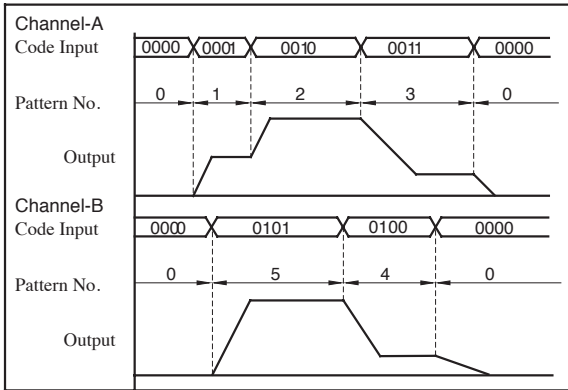 Channel-A
Code Input 0000 0001 0010 0011 0000
Pattern No. 0 1 2 3 0
Output
Channel-B
Code Input 0000 0101 0100 0000
Pattern No. 0 5 4 0
Output